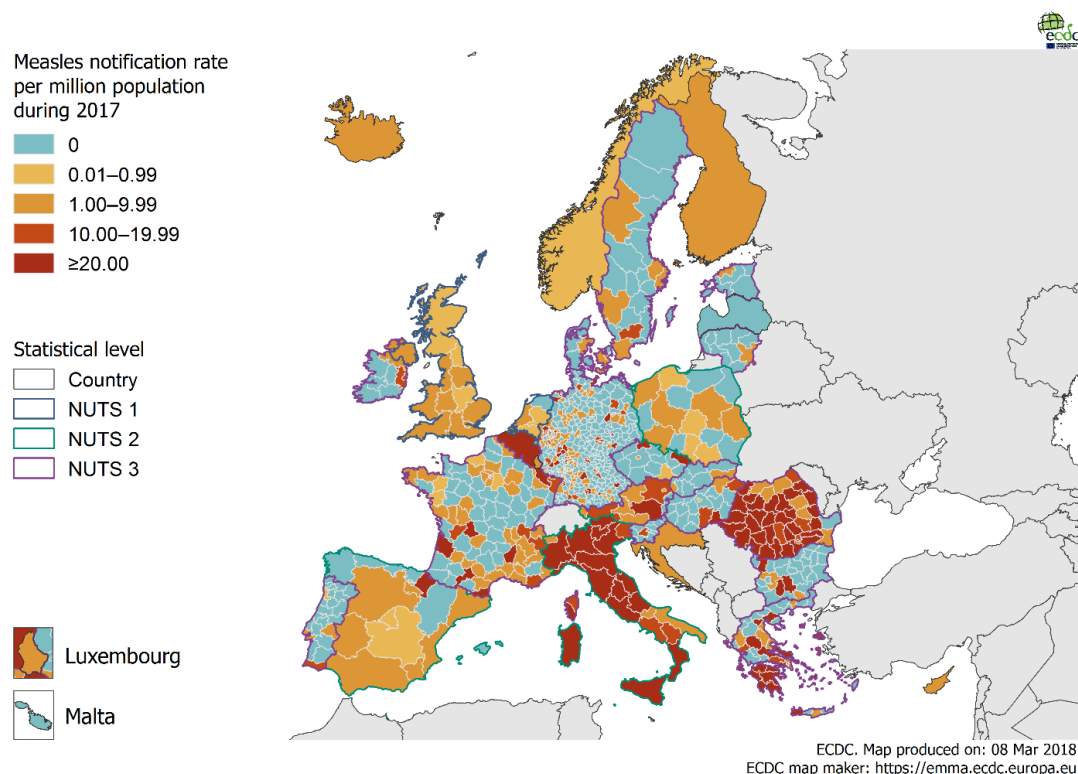 ecdc
Measles notification rate
per million population
during 2017
0
0.01–0.99
1.00–9.99
10.00–19.99
≥20.00
Statistical level
Country
NUTS 1
NUTS 2
NUTS 3
Luxembourg
Malta
ECDC. Map produced on: 08 Mar 2018
ECDC map maker: https://emma.ecdc.europa.eu